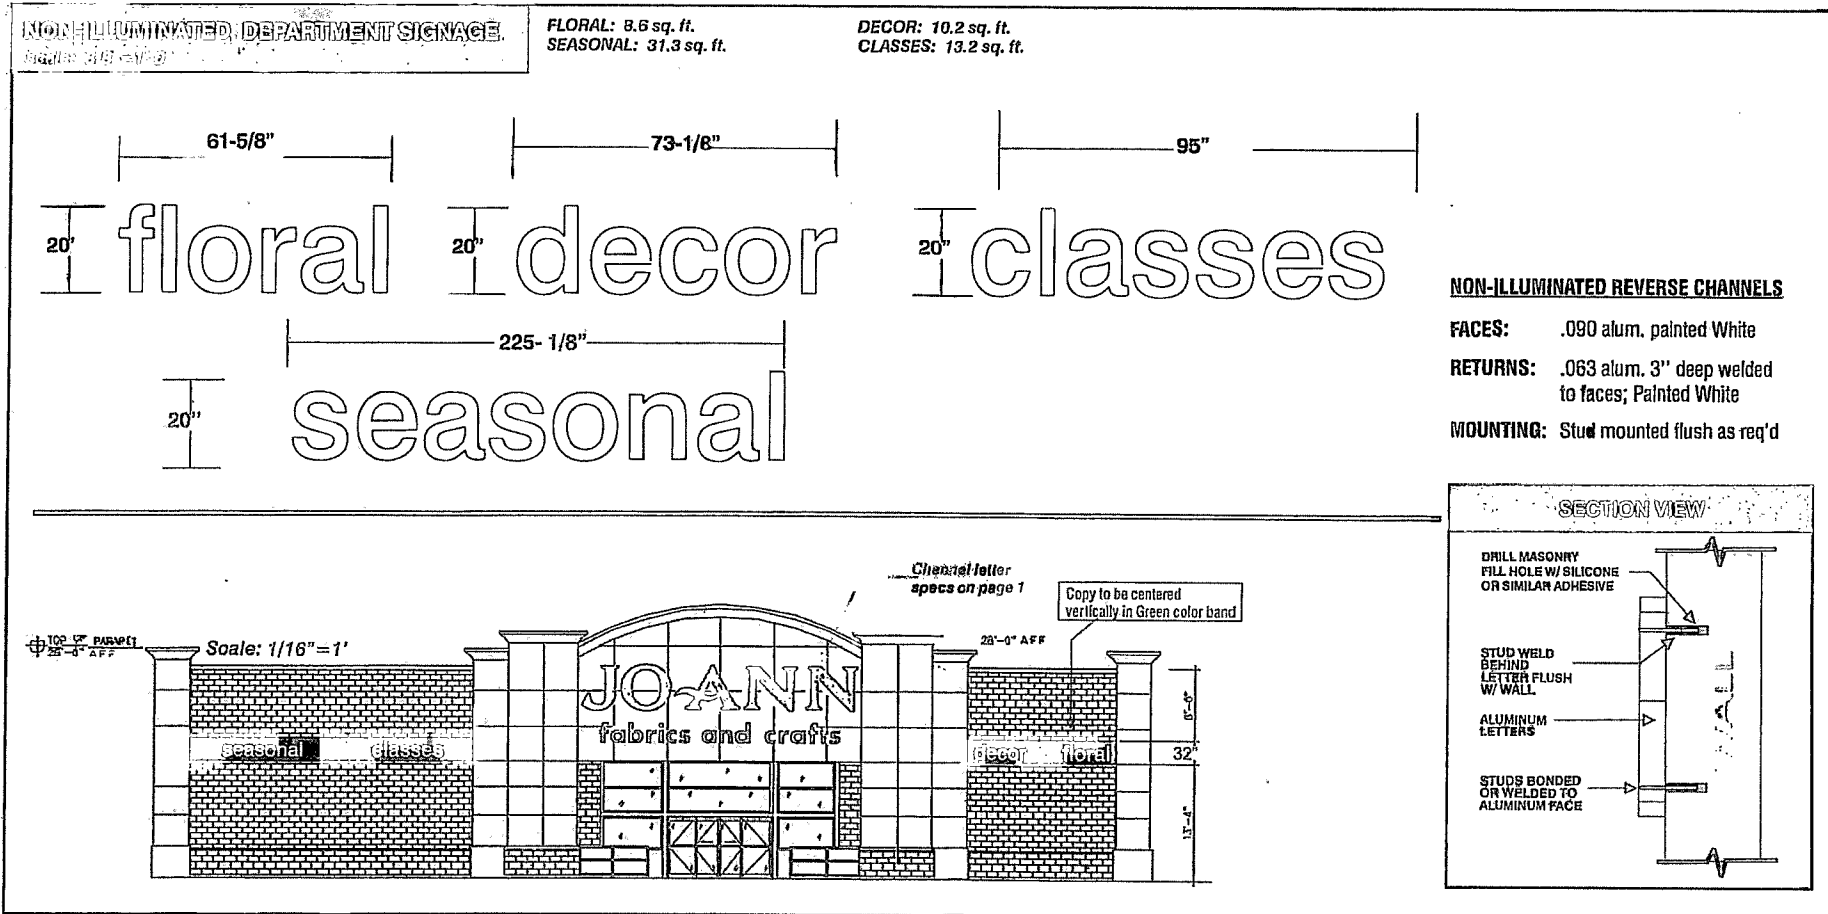 NON-ILLUMINATED DEPARTMENT SIGNAGE
FLORAL: 8.6 sq. ft.
SEASONAL: 31.3 sq. ft.
DECOR: 10.2 sq. ft.
CLASSES: 13.2 sq. ft.
61-5/8"
73-1/8"
95"
20'
floral
20"
decor
20"
classes
225- 1/8"
20"
seasonal
NON-ILLUMINATED REVERSE CHANNELS
FACES: .090 alum. painted White
RETURNS: .063 alum. 3" deep welded
to faces; Painted White
MOUNTING: Stud mounted flush as req'd
SECTION VIEW
DRILL MASONRY
FILL HOLE W/ SILICONE
OR SIMILAR ADHESIVE
STUD WELD
BEHIND
LETTER FLUSH
W/ WALL
ALUMINUM
LETTERS
STUDS BONDED
OR WELDED TO
ALUMINUM FACE
WALL
Channel letter
specs on page 1
Copy to be centered
vertically in Green color band
TOP OF PARAPET
28'-0" A F F
Scale: 1/16"=1'
28'-0" A F F
JO-ANN
fabrics and crafts
seasonal
classes
decor
floral
32"
13'-4"